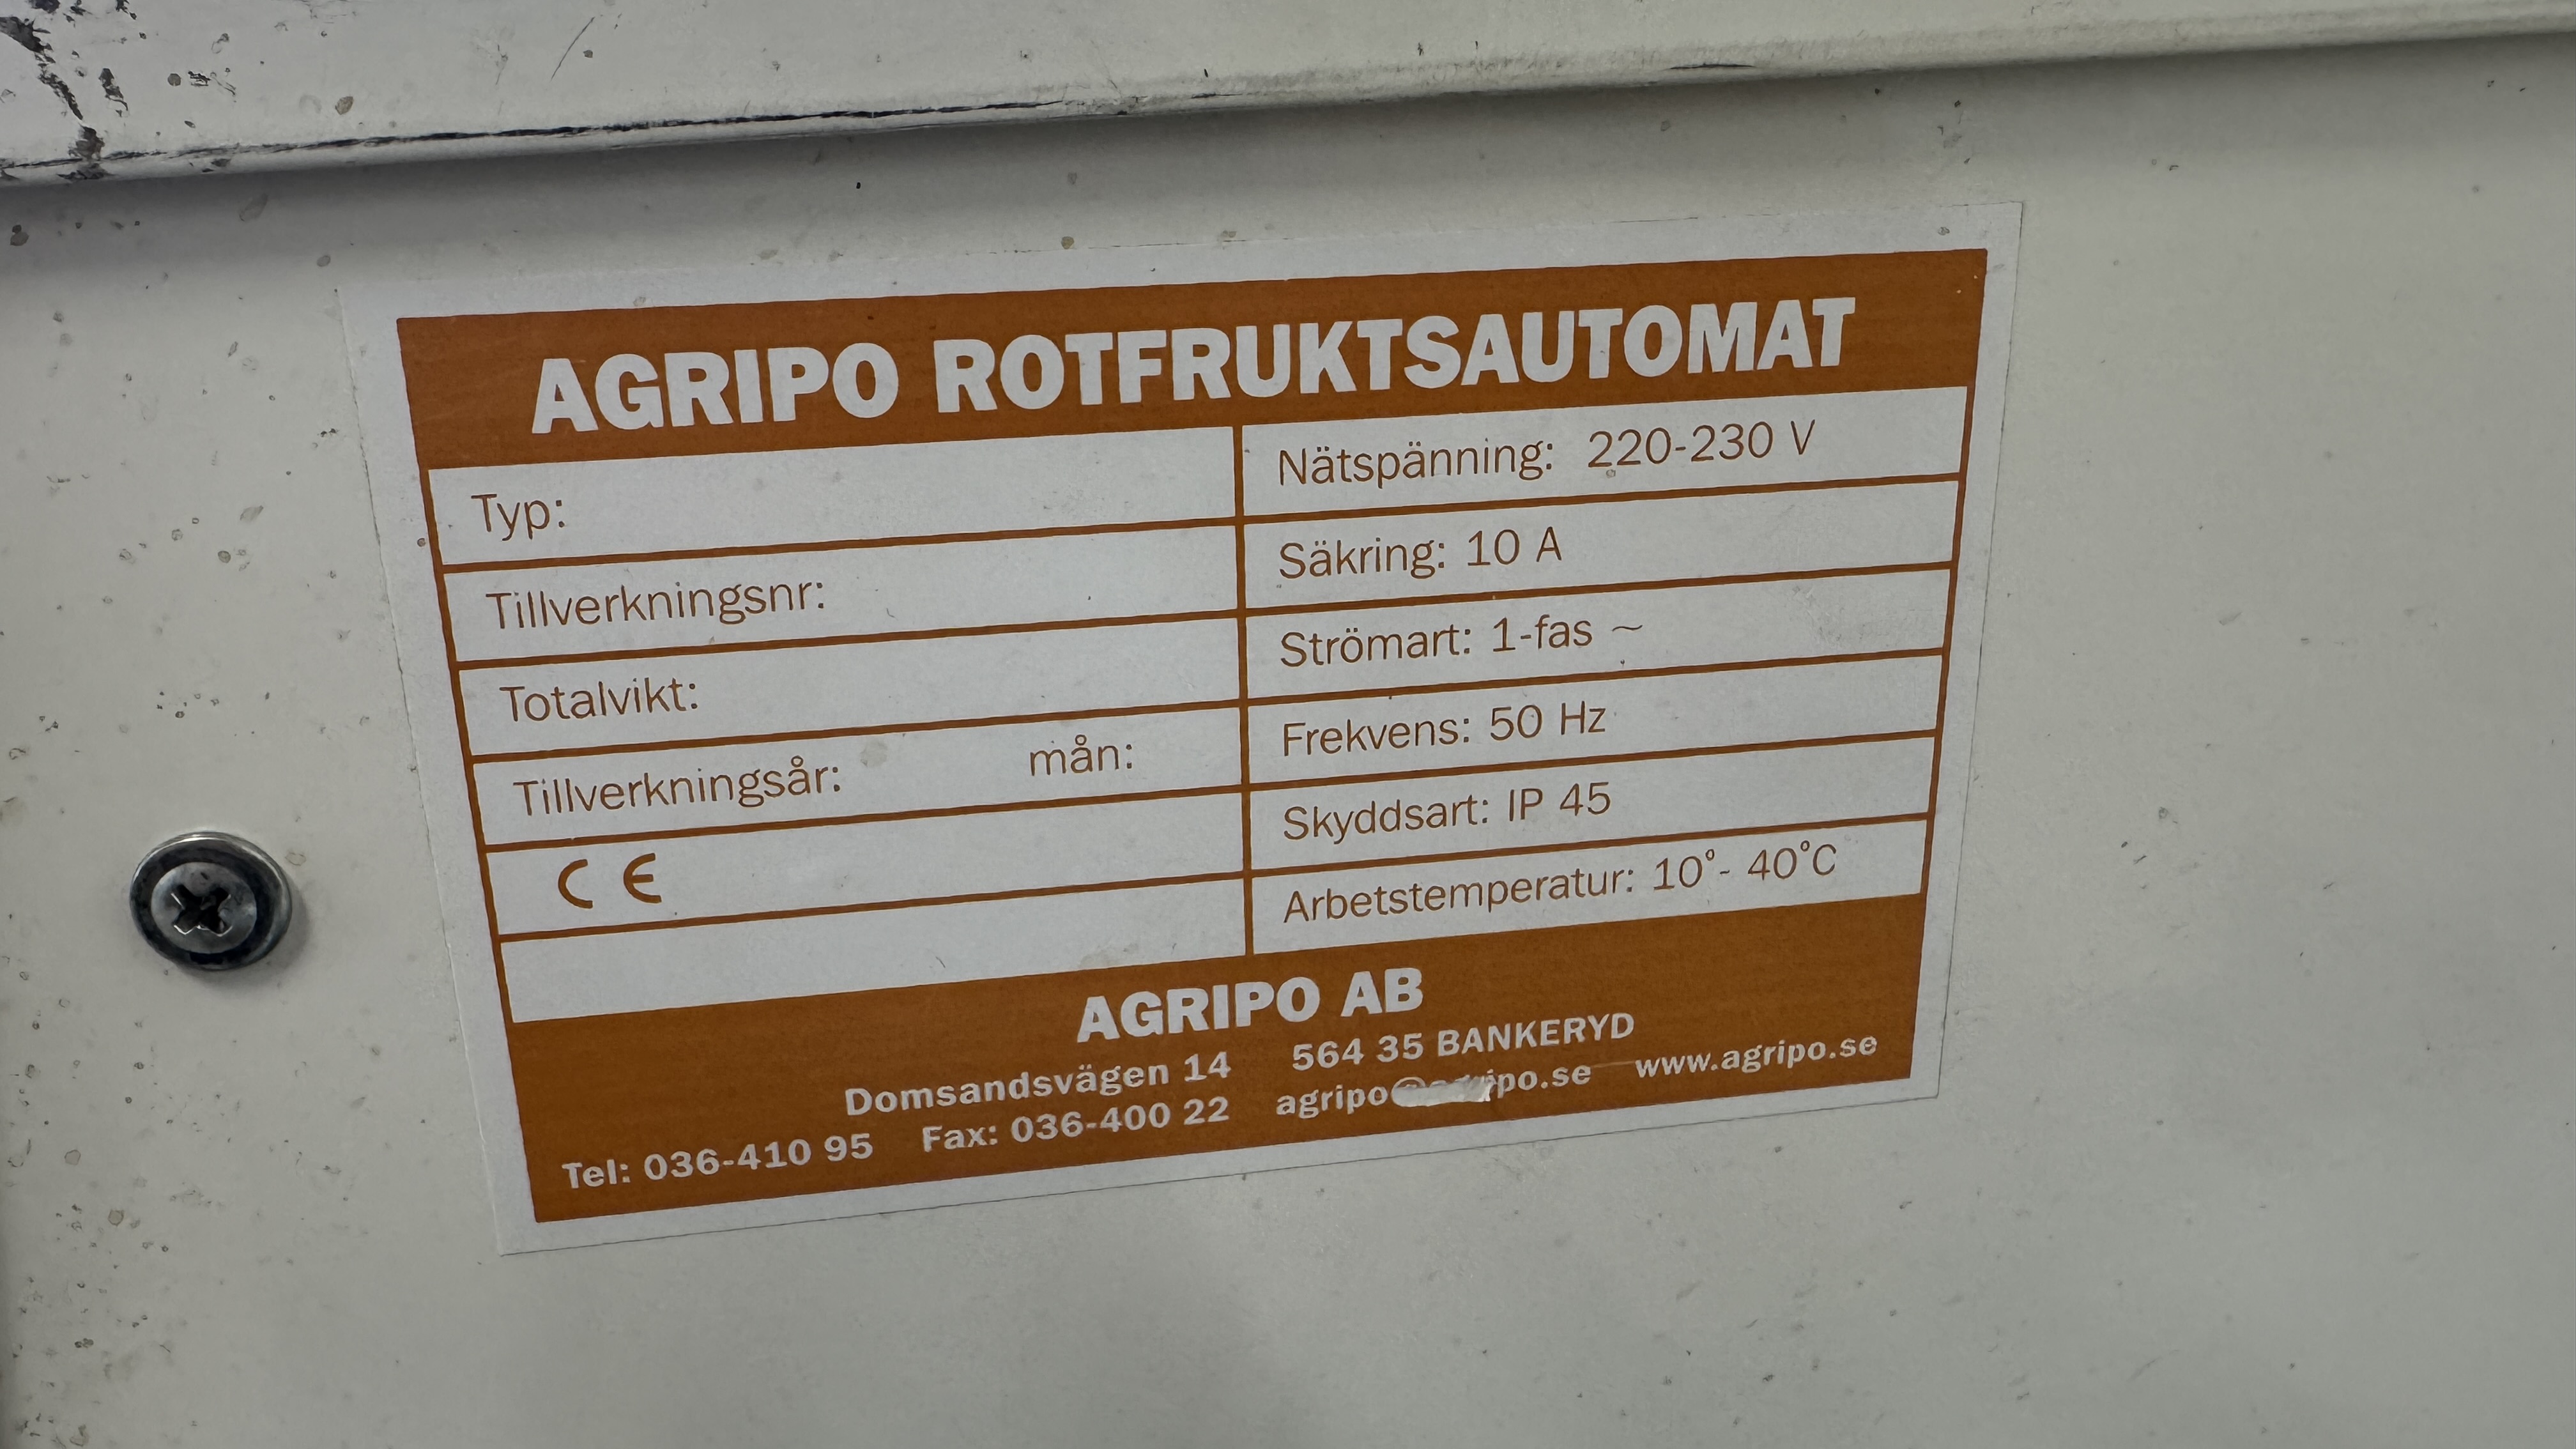 AGRIPO ROTFRUKTSAUTOMAT
Typ:
Nätspänning: 220-230 V
Tillverkningsnr:
Säkring: 10 A
Totalvikt:
Strömart: 1-fas ~
Tillverkningsår: mån:
Frekvens: 50 Hz
CE
Skyddsart: IP 45
Arbetstemperatur: 10°- 40°C
AGRIPO AB
Domsandsvägen 14 564 35 BANKERYD
Tel: 036-410 95 Fax: 036-400 22 www.agripo.se